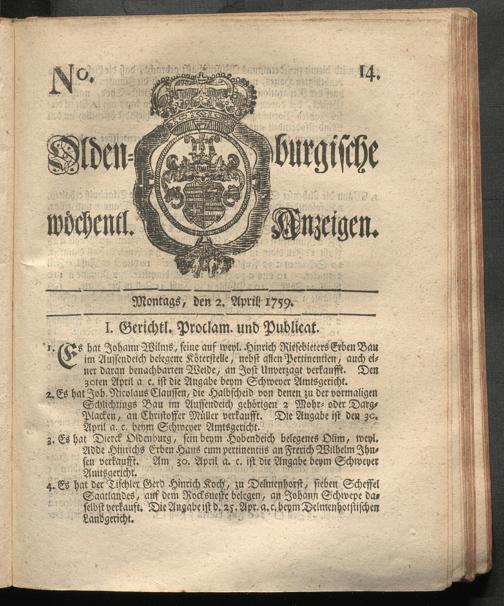 No. 14.
Olden= burgische
wöchentl. Anzeigen.
Montags, den 2. April 1759.
I. Gerichtl. Proclam. und Publicat.
1. Es hat Johann Wilms, seine auf weyl. Hinrich Riesebieters Erben Bau
im Aussendeich belegene Köterstelle, nebst allen Pertinentien, auch ei-
ner daran benachbarten Weide, an Jost Unverzagt verkaufft. Den
30ten April a. c. ist die Angabe beym Schweyer Amtsgericht.
2. Es hat Joh. Nicolaus Claussen, die Halbscheid von denen zu der vormaligen
Schlichtings Bau im Aussendeich gehörigen 2 Mohr- oder Darg-
Placken, an Christoffer Müller verkaufft. Die Angabe ist den 30.
April a. c. beym Schweyer Amtsgericht.
3. Es hat Dierck Oldenburg, sein beym Hobendeich belegenes Olim, weyl.
Adde Hinrichs Erben Haus cum pertinentiis an Frerich Wilhelm Ihn-
sen verkaufft. Am 30. April a. c. ist die Angabe beym Schweyer
Amtsgericht.
4. Es hat der Tischler Gerd Hinrich Koch, zu Delmenhorst, sieben Scheffel
Saatlandes, auf dem Rocksneste belegen, an Johann Schwepe da-
selbst verkaufft. Die Angabe ist d. 25. Apr. a. c. beym Delmenhorstischen
Landgericht.